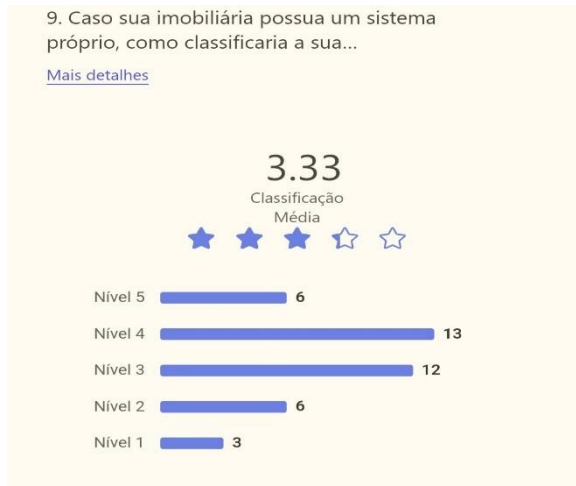 9. Caso sua imobiliária possua um sistema
próprio, como classificaria a sua...
Mais detalhes
3.33
Classificação
Média
Nível 5 6
Nível 4 13
Nível 3 12
Nível 2 6
Nível 1 3